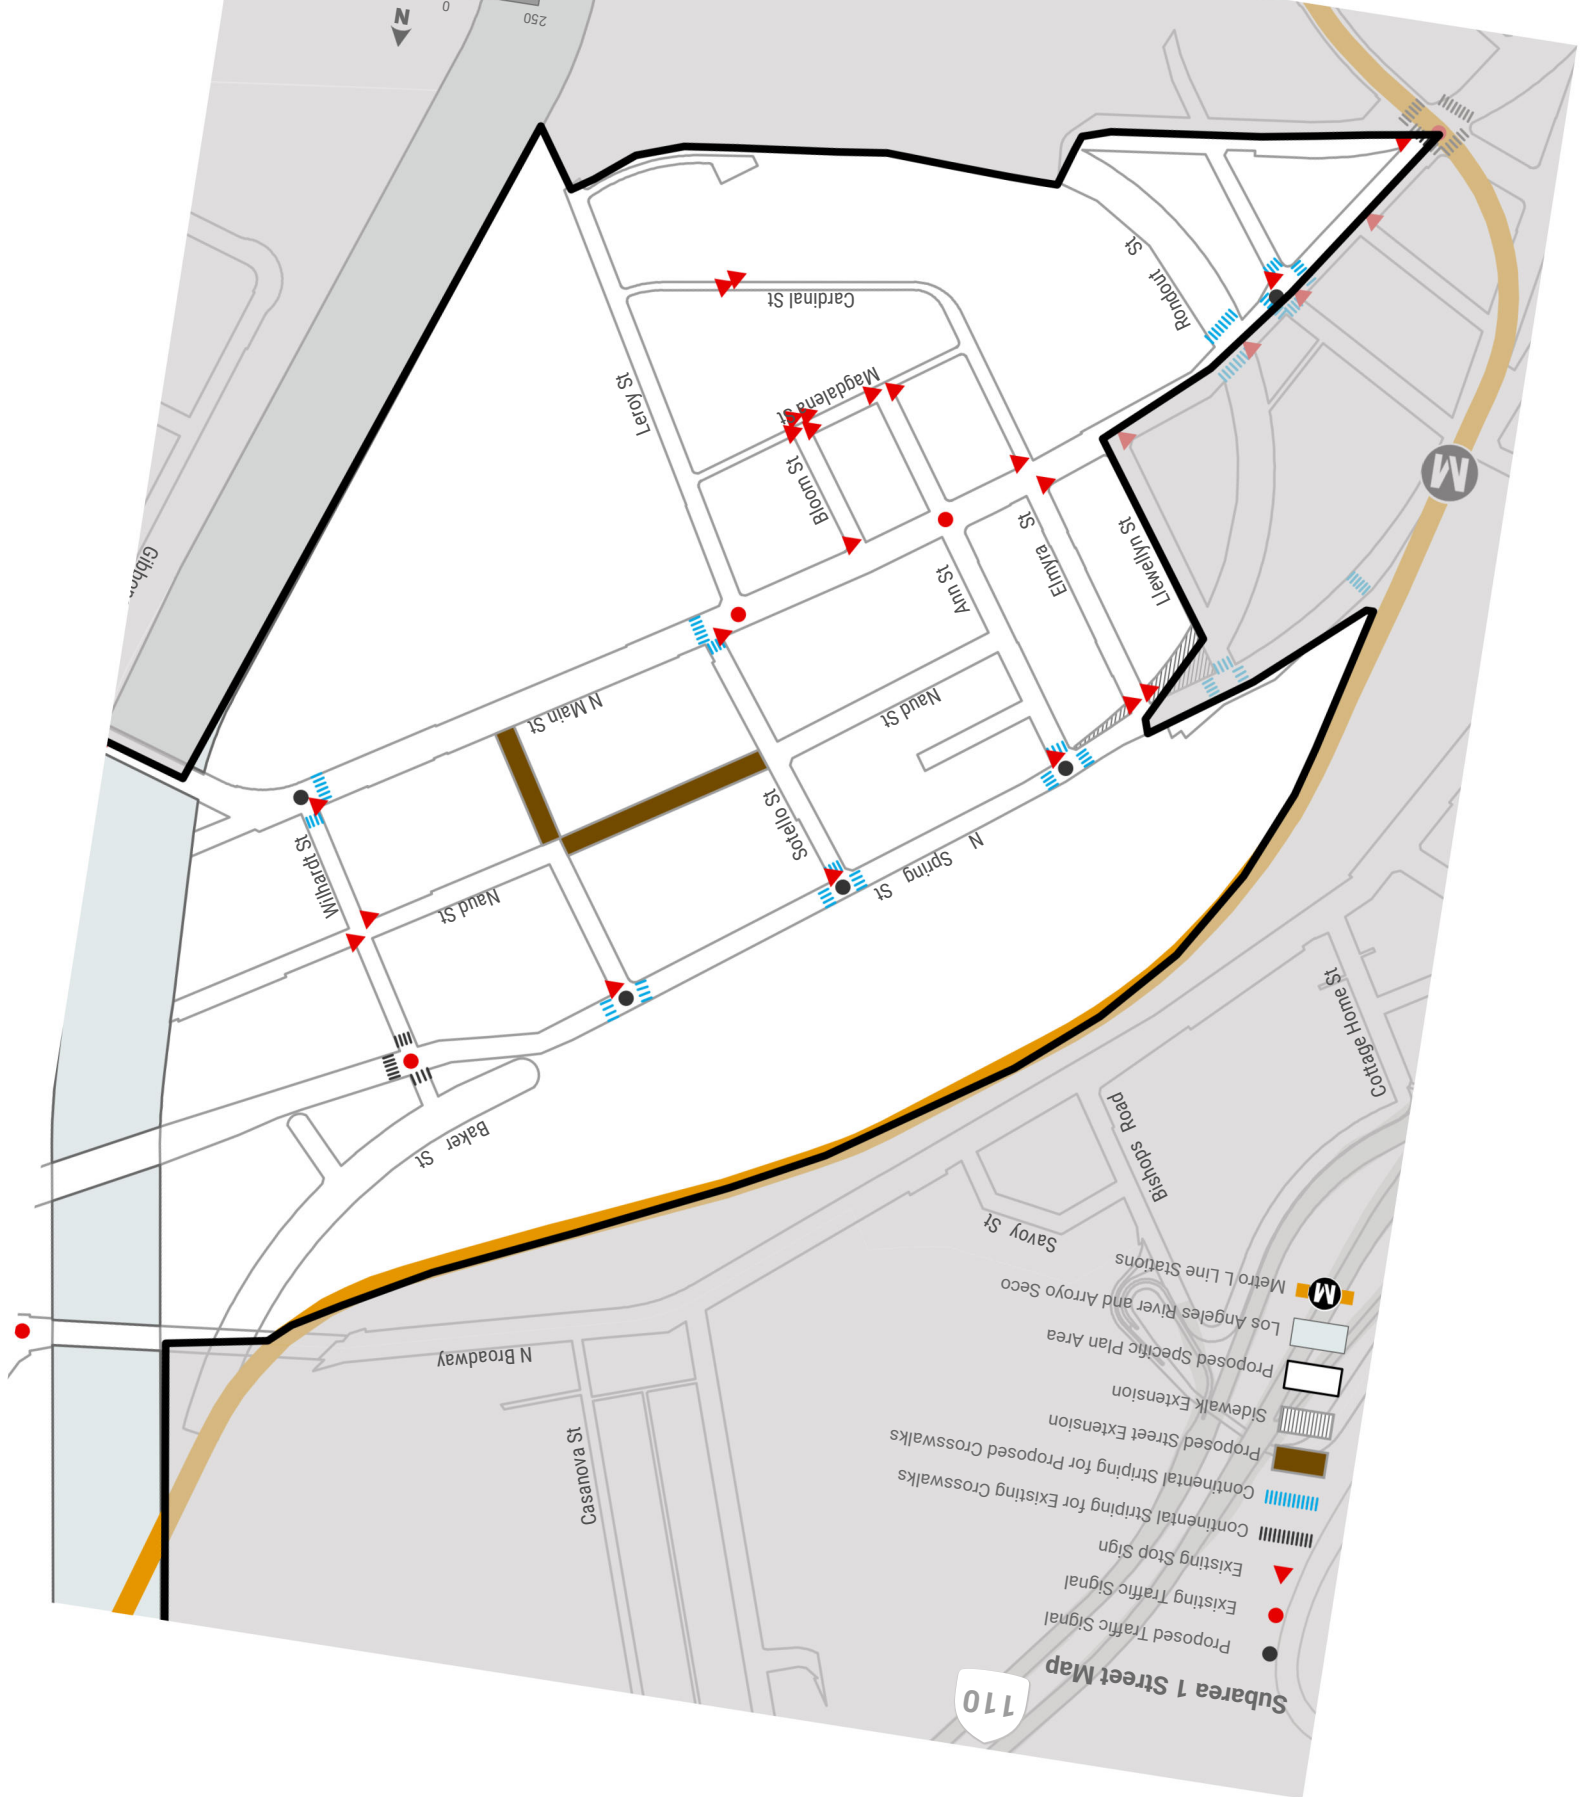 Subarea 1 Street Map
110
Proposed Traffic Signal
Existing Traffic Signal
Existing Stop Sign
Continental Striping for Existing Crosswalks
Continental Striping for Proposed Crosswalks
Proposed Street Extension
Sidewalk Extension
Proposed Specific Plan Area
Los Angeles River and Arroyo Seco
M
Metro L Line Stations
Casanova St
N Broadway
Savoy St
Bishops Road
Cottage Home St
Baker St
Naud St
Wilhardt St
N Spring St
Sotello St
N Main St
Naud St
Ann St
Elmyra St
Llewellyn St
M
Bloom St
Magdalena St
Leroy St
Cardinal St
Rondout St
Gibbo
N
0
250